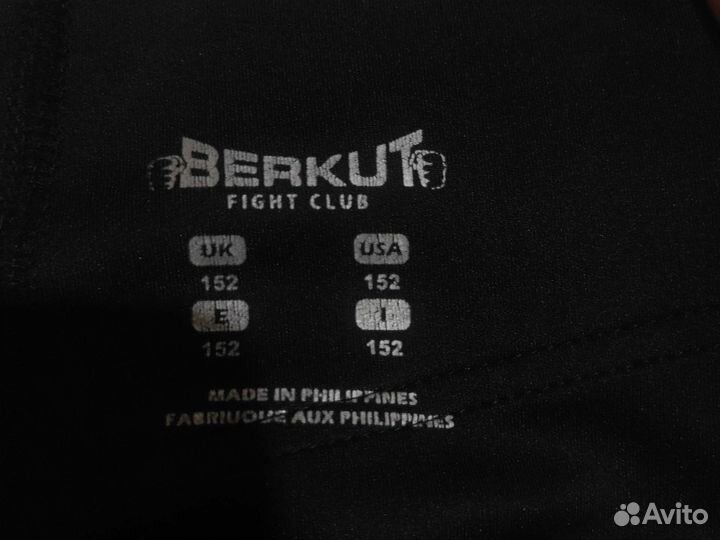 BERKUT
FIGHT CLUB
UK USA
152 152
E I
152 152
MADE IN PHILIPPINES
FABRIUQUE AUX PHILIPPINES
Avito